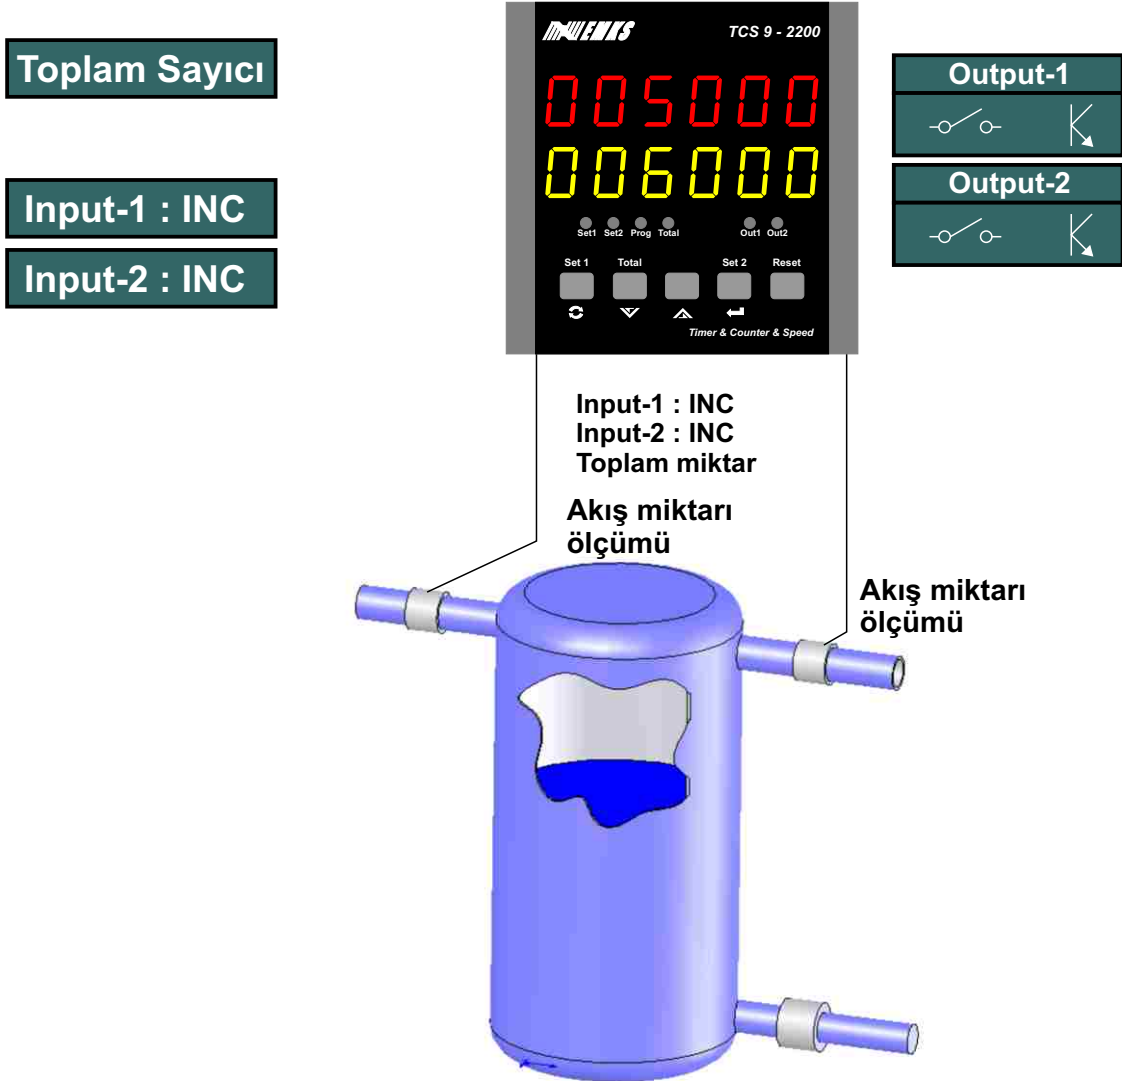 Toplam Sayıcı
Input-1 : INC
Input-2 : INC
ENKS
TCS 9 - 2200
005000
006000
Set1 Set2 Prog Total Out1 Out2
Set 1 Total Set 2 Reset
Timer & Counter & Speed
Output-1
Output-2
Input-1 : INC
Input-2 : INC
Toplam miktar
Akış miktarı
ölçümü
Akış miktarı
ölçümü